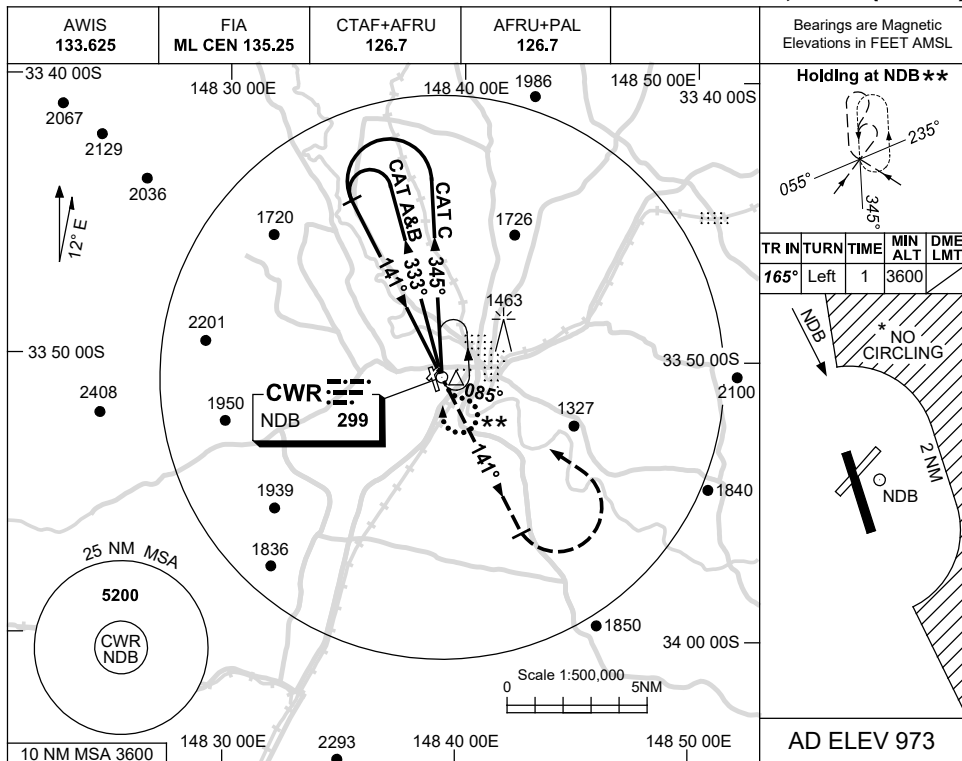 AWIS
133.625
FIA
ML CEN 135.25
CTAF+AFRU
126.7
AFRU+PAL
126.7
Bearings are Magnetic
Elevations in FEET AMSL
33 40 00S
148 30 00E
148 40 00E
1986
148 50 00E
33 40 00S
2067
2129
2036
12° E
1720
1726
CAT A&B
CAT C
141°
333°
345°
1463
2201
33 50 00S
33 50 00S
2408
2100
CWR
NDB 299
1950
085°
**
1327
141°
1939
1840
1836
25 NM MSA
5200
CWR
NDB
1850
34 00 00S
Scale 1:500,000
0 5NM
148 30 00E
2293
148 40 00E
148 50 00E
10 NM MSA 3600
Holding at NDB **
235°
055°
345°
TR IN TURN TIME MIN ALT DME LMT
165° Left 1 3600
NDB
* NO
CIRCLING
2 NM
NDB
AD ELEV 973